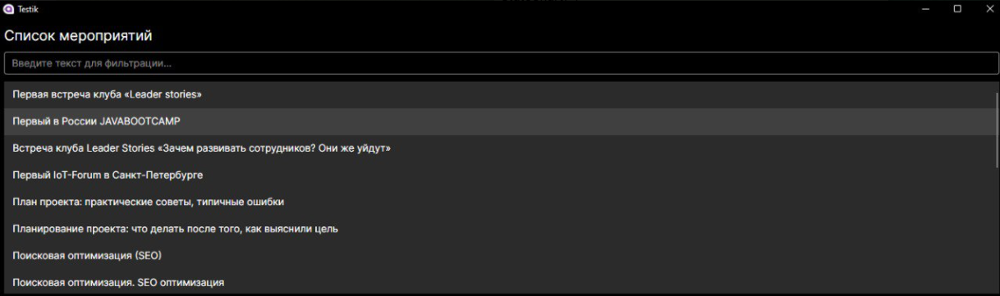 Testik
Список мероприятий
Введите текст для фильтрации...
Первая встреча клуба «Leader stories»
Первый в России JAVABOOTCAMP
Встреча клуба Leader Stories «Зачем развивать сотрудников? Они же уйдут»
Первый IoT-Forum в Санкт-Петербурге
План проекта: практические советы, типичные ошибки
Планирование проекта: что делать после того, как выяснили цель
Поисковая оптимизация (SEO)
Поисковая оптимизация. SEO оптимизация